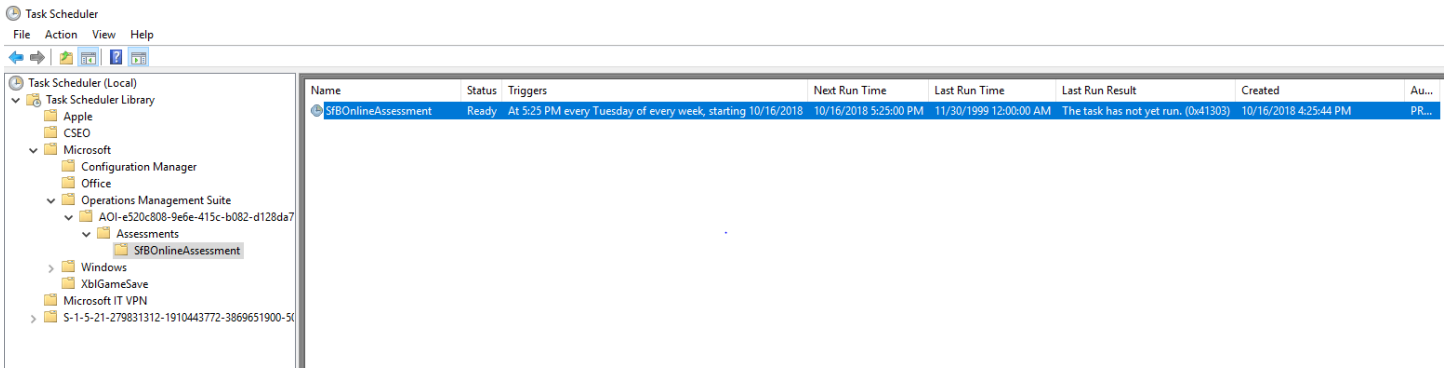 Task Scheduler
File Action View Help
Task Scheduler (Local)
Task Scheduler Library
Apple
CSEO
Microsoft
Configuration Manager
Office
Operations Management Suite
AOI-e520c808-9e6e-415c-b082-d128da7
Assessments
SfBOnlineAssessment
Windows
XblGameSave
Microsoft IT VPN
S-1-5-21-279831312-1910443772-3869651900-50
Name Status Triggers Next Run Time Last Run Time Last Run Result Created Au...
SfBOnlineAssessment Ready At 5:25 PM every Tuesday of every week, starting 10/16/2018 10/16/2018 5:25:00 PM 11/30/1999 12:00:00 AM The task has not yet run. (0x41303) 10/16/2018 4:25:44 PM PR...